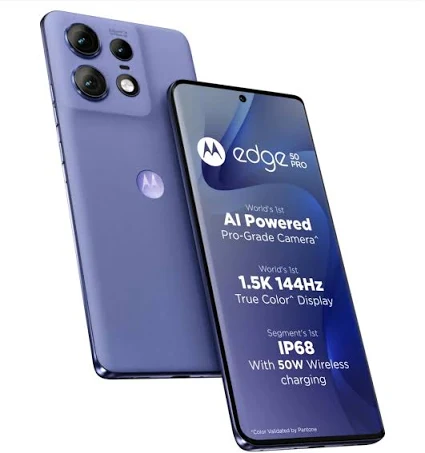 edge 50 PRO
World's 1st
AI Powered
Pro-Grade Camera^
World's 1st
1.5K 144Hz
True Color^ Display
Segment's 1st
IP68
With 50W Wireless
charging
^Color Validated by Pantone